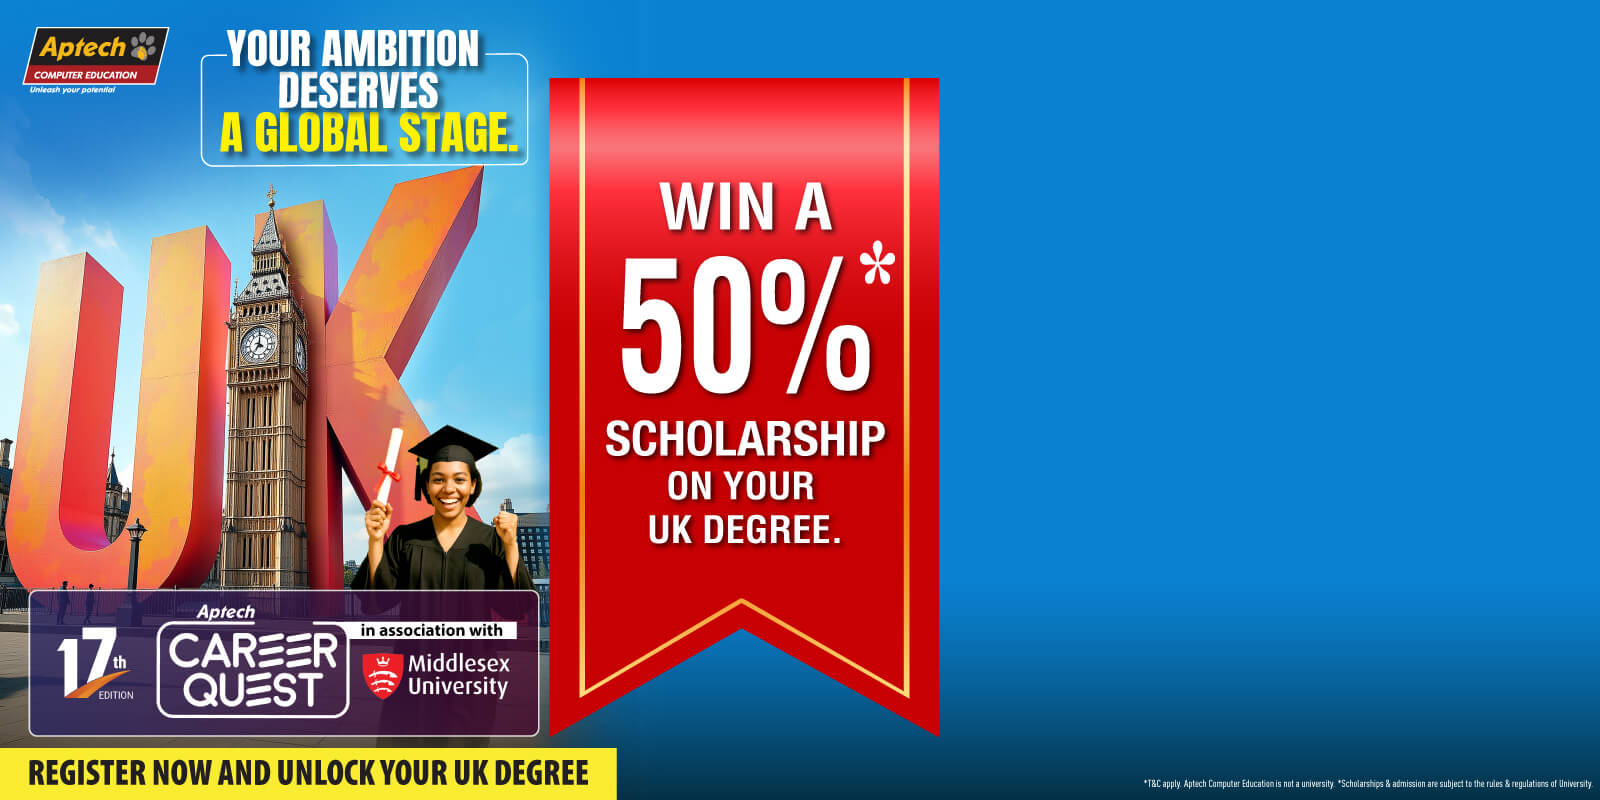 Aptech
COMPUTER EDUCATION
Unleash your potential
YOUR AMBITION
DESERVES
A GLOBAL STAGE.
UK
WIN A
50%*
SCHOLARSHIP
ON YOUR
UK DEGREE.
17th
EDITION
Aptech
CAREER
QUEST
in association with
Middlesex
University
REGISTER NOW AND UNLOCK YOUR UK DEGREE
*T&C apply. Aptech Computer Education is not a university. *Scholarships & admission are subject to the rules & regulations of University.